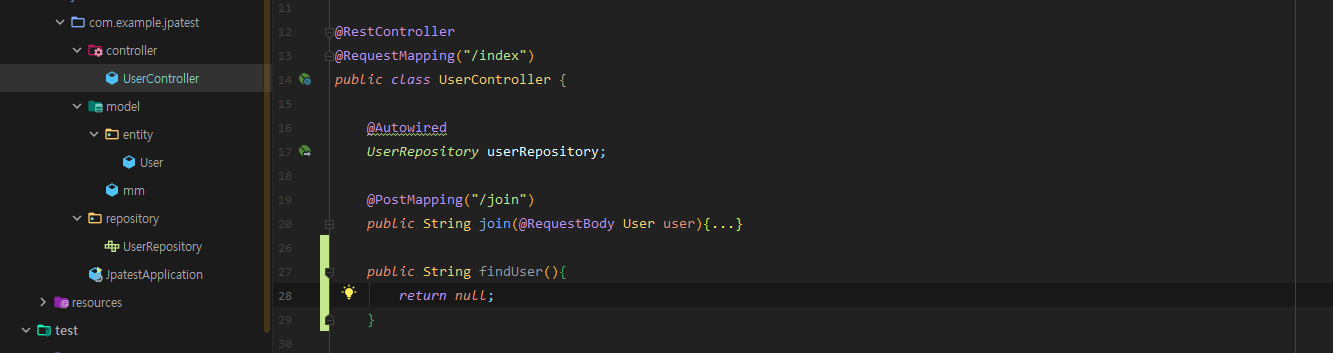 com.example.jpatest
controller
UserController
model
entity
User
mm
repository
UserRepository
JpatestApplication
resources
test
11
12 @RestController
13 @RequestMapping("/index")
14 public class UserController {
15
16 @Autowired
17 UserRepository userRepository;
18
19 @PostMapping("/join")
20 public String join(@RequestBody User user){...}
26
27 public String findUser(){
28 return null;
29 }
30